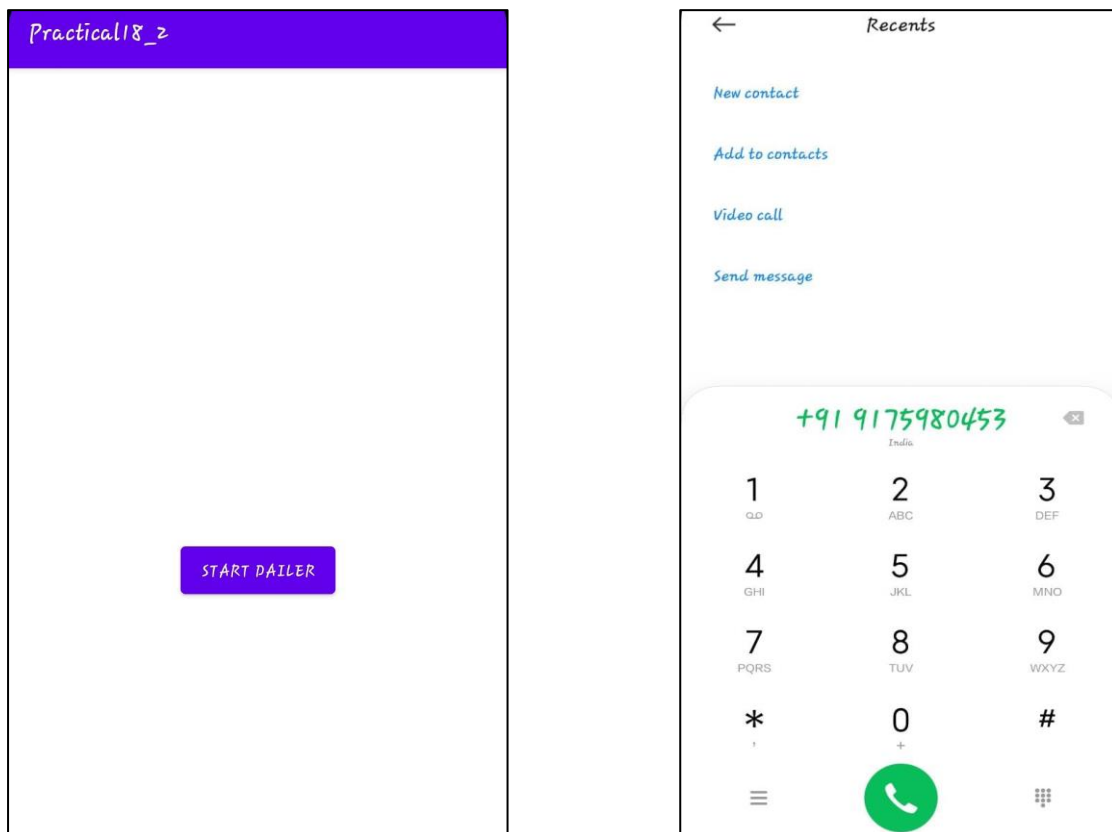 Practical18_2
START DAILER
Recents
New contact
Add to contacts
Video call
Send message
+91 9175980453
India
1 2 3
ABC DEF
4 5 6
GHI JKL MNO
7 8 9
PQRS TUV WXYZ
* 0 #
, +